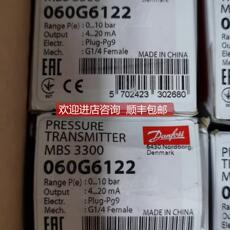 060G6122
Range P(e) : 0...10 bar
Output : 4...20 mA
Electr. : Plug-Pg9
Mech. : G1/4 Female
MADE IN CHINA
EAC
5 702423 302680
欢迎进店咨询 顺丰包邮
PRESSURE
TRANSMITTER
MBS 3300
Danfoss
6430 Nordborg,
Denmark
060G6122
Range P(e) : 0...10 bar
Output : 4...20 mA
Electr. : Plug-Pg9
Mech. : G1/4 Female
MADE IN CHINA
EAC